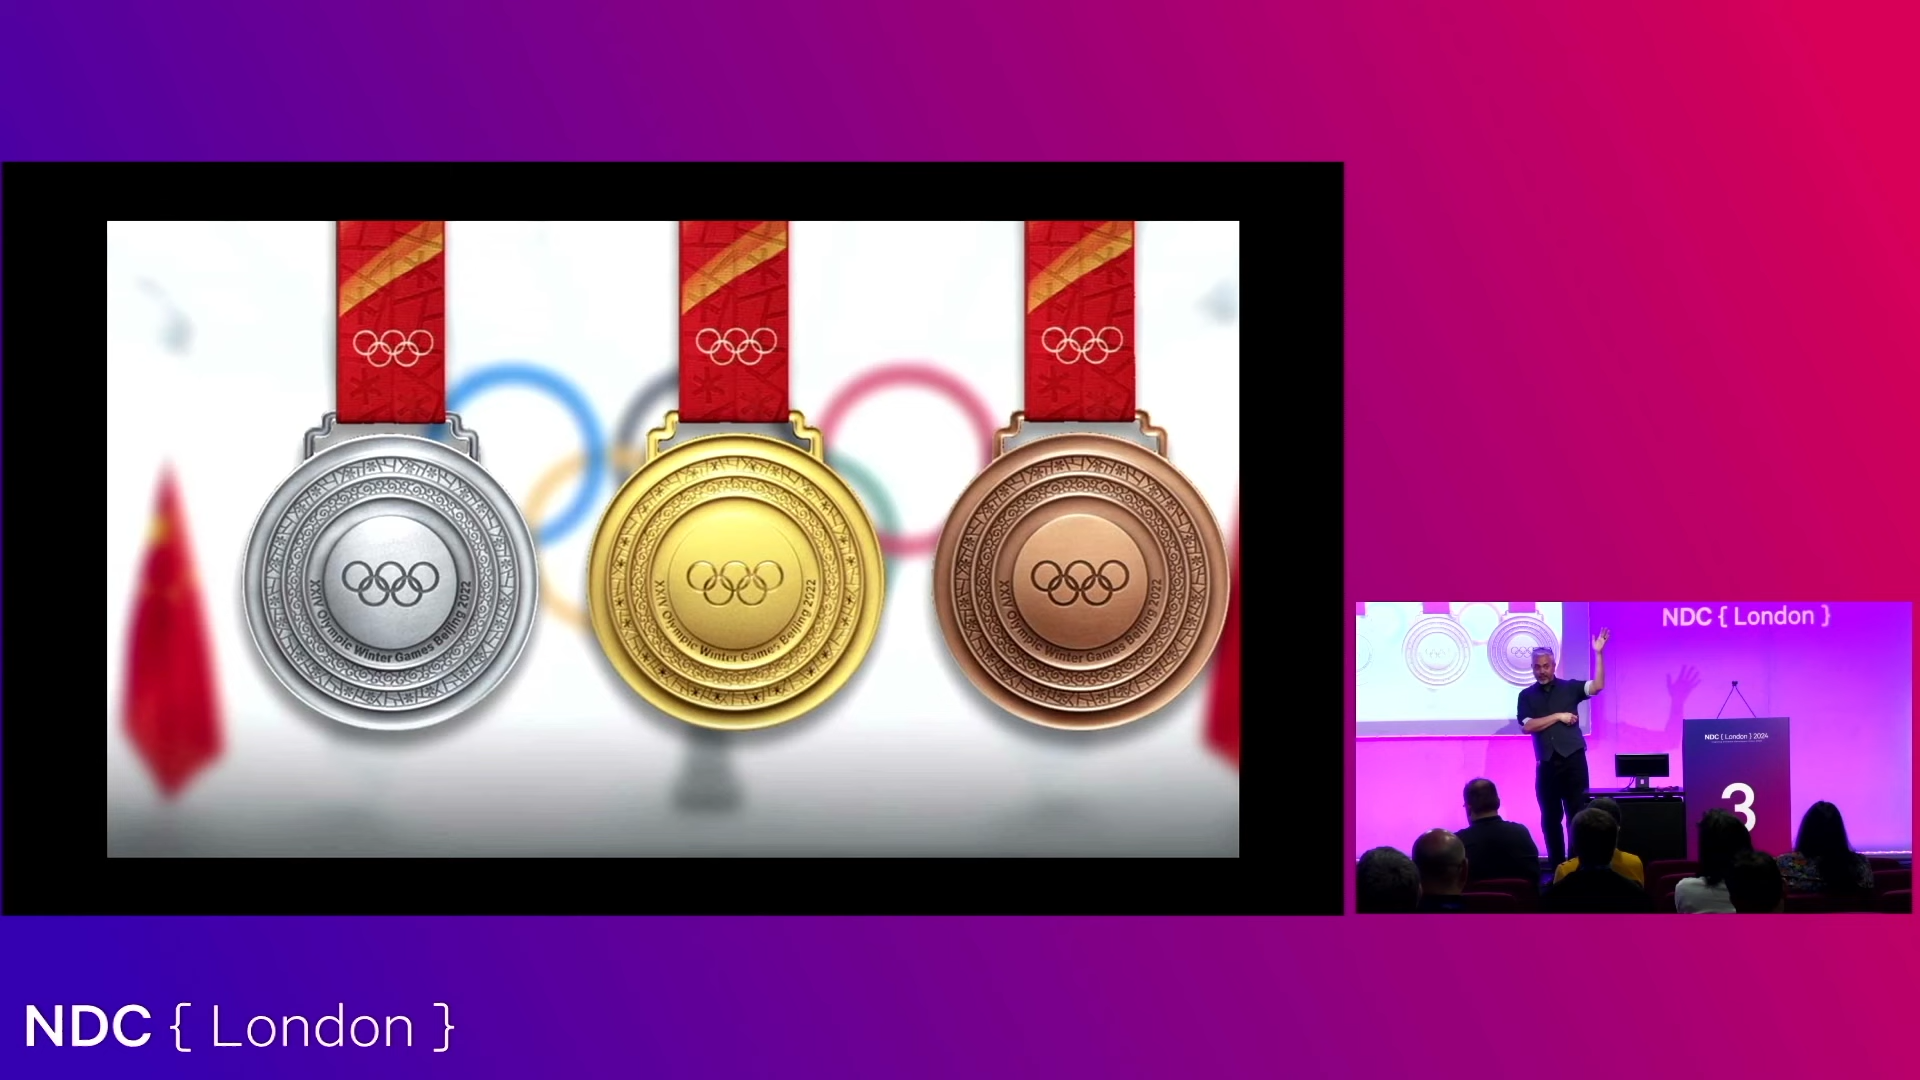 XXIV Olympic Winter Games Beijing 2022
XXIV Olympic Winter Games Beijing 2022
XXIV Olympic Winter Games Beijing 2022
NDC { London }
NDC { London } 2024
3
NDC { London }